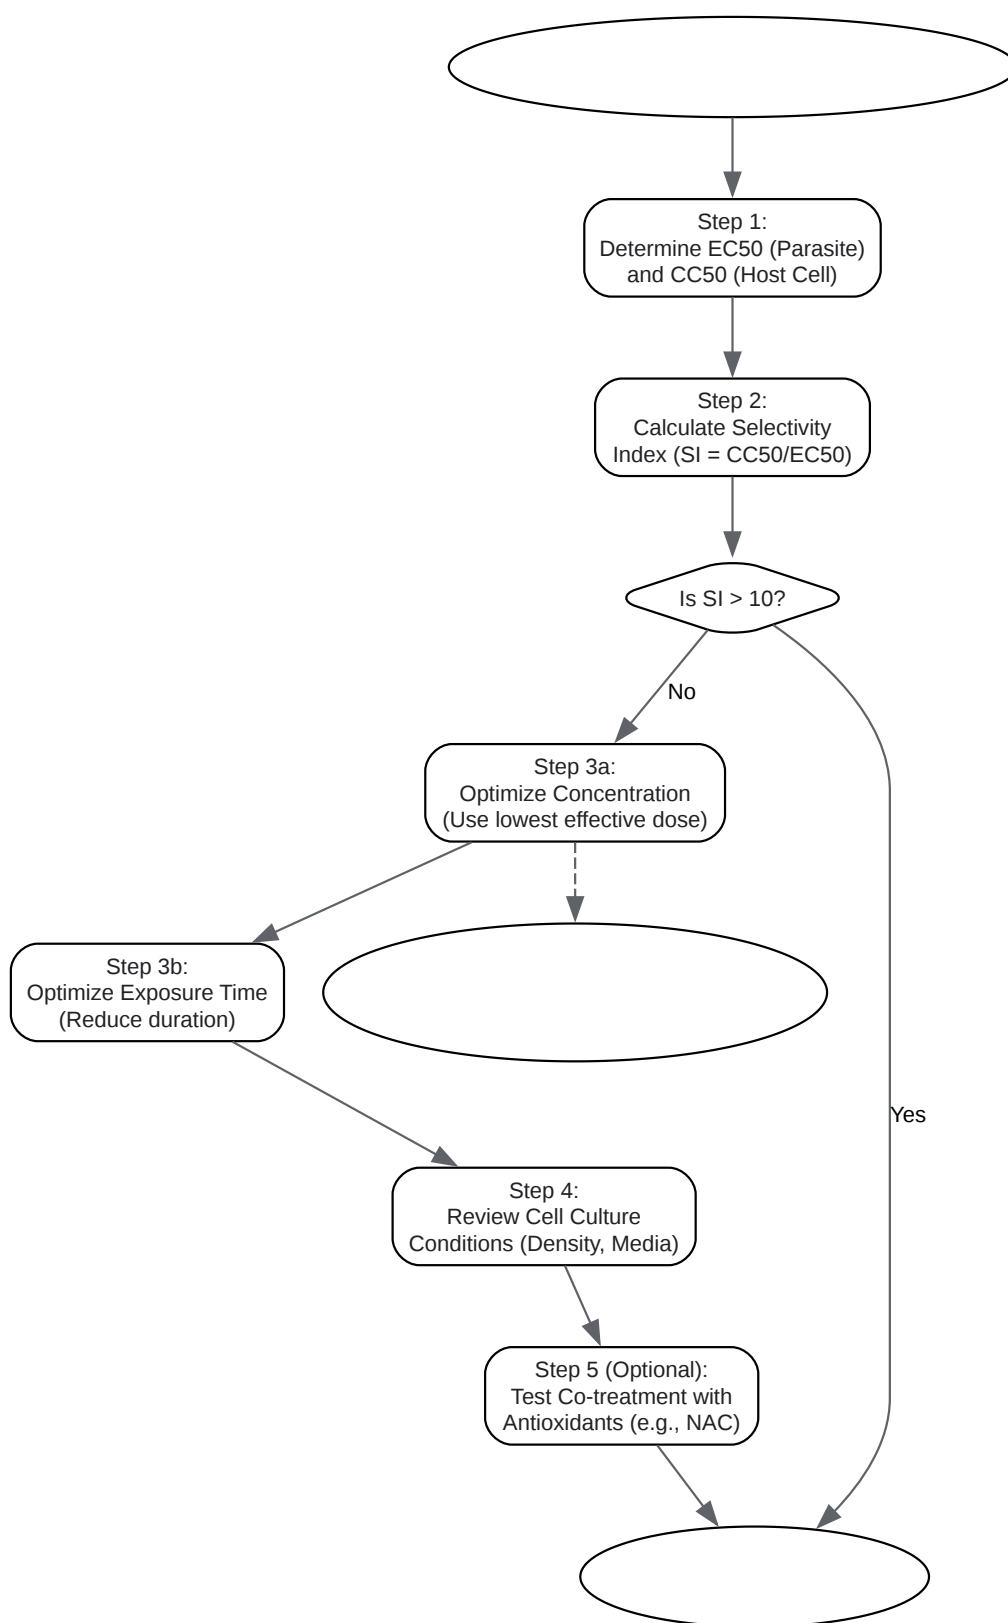 Step 1:
Determine EC50 (Parasite)
and CC50 (Host Cell)
Step 2:
Calculate Selectivity
Index (SI = CC50/EC50)
Is SI > 10?
No
Step 3a:
Optimize Concentration
(Use lowest effective dose)
Step 3b:
Optimize Exposure Time
(Reduce duration)
Yes
Step 4:
Review Cell Culture
Conditions (Density, Media)
Step 5 (Optional):
Test Co-treatment with
Antioxidants (e.g., NAC)